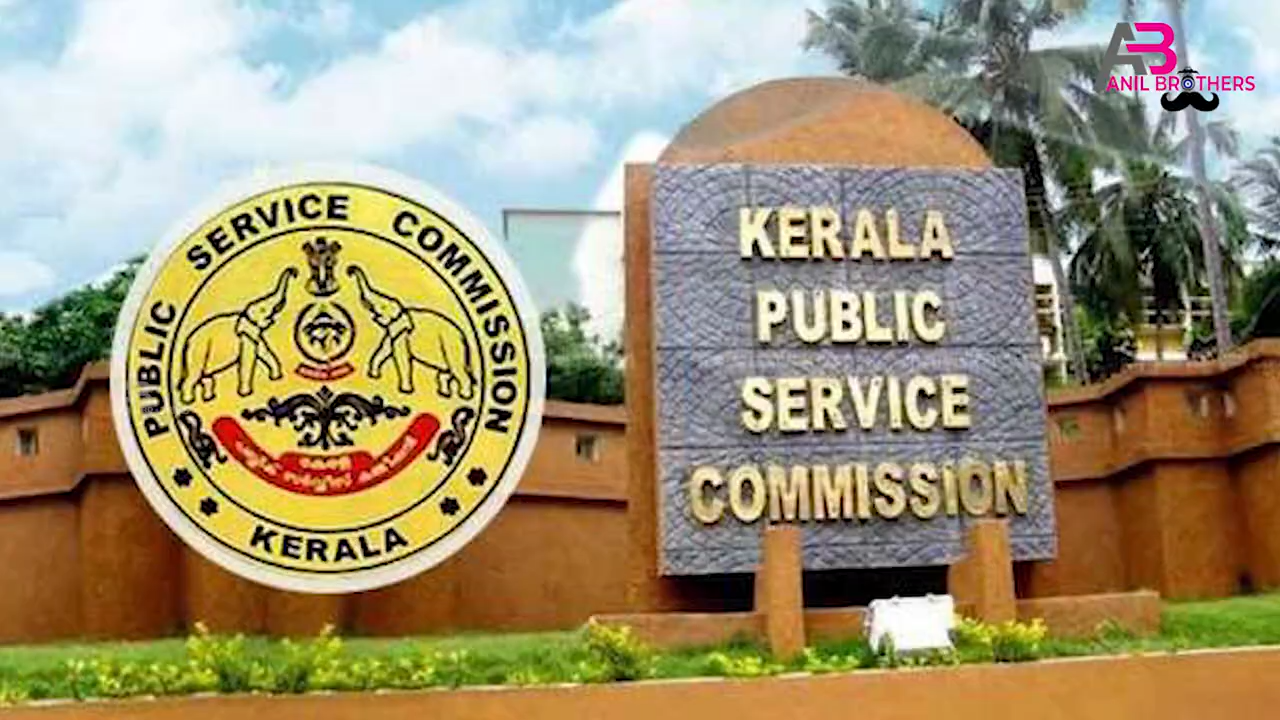 AB
ANIL BROTHERS
PUBLIC SERVICE COMMISSION
KERALA
KERALA
PUBLIC
SERVICE
COMMISSION